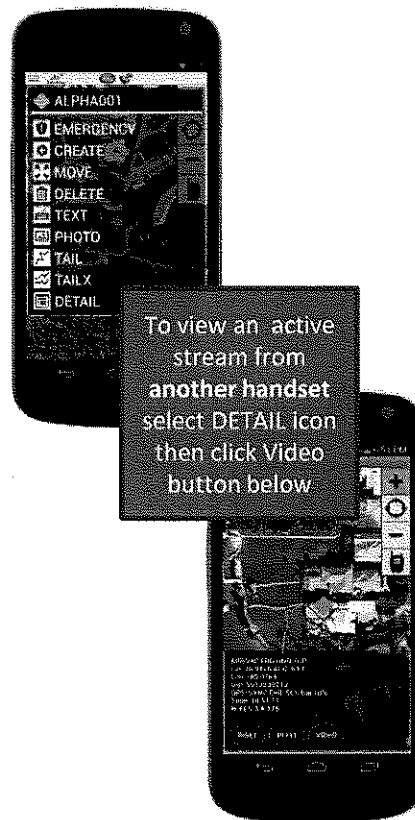 ALPHA001
EMERGENCY
CREATE
MOVE
DELETE
TEXT
PHOTO
TAIL
TAILX
DETAIL
To view an active
stream from
another handset
select DETAIL icon
then click Video
button below
VIDEO